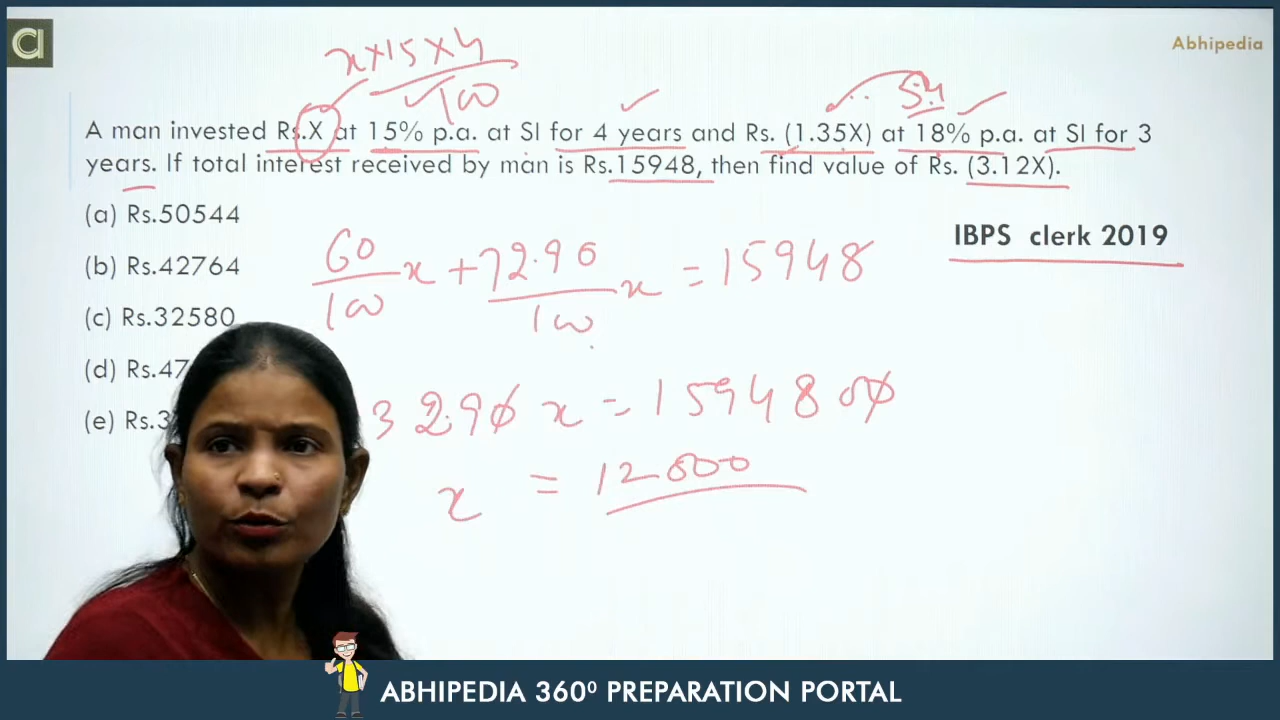 Abhipedia
x×15×4
100
54
A man invested Rs.X at 15% p.a. at SI for 4 years and Rs. (1.35X) at 18% p.a. at SI for 3
years. If total interest received by man is Rs.15948, then find value of Rs. (3.12X).
(a) Rs.50544
IBPS clerk 2019
(b) Rs.42764
60/100 x + 72.90/100 x = 15948
(c) Rs.32580
(d) Rs.47
32.90 x = 1594800
(e) Rs.3
x = 12000
ABHIPEDIA 360⁰ PREPARATION PORTAL